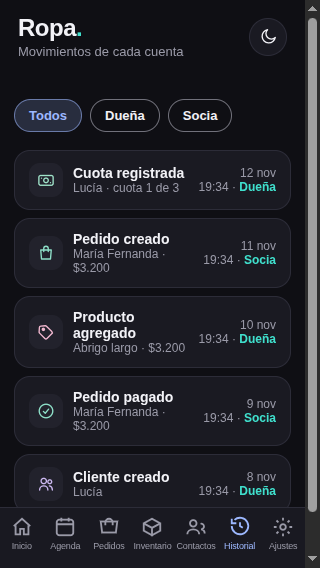 Ropa.
Movimientos de cada cuenta
Todos
Dueña
Socia
Cuota registrada
Lucía · cuota 1 de 3
12 nov
19:34 · Dueña
Pedido creado
María Fernanda ·
$3.200
11 nov
19:34 · Socia
Producto
agregado
Abrigo largo · $3.200
10 nov
19:34 · Dueña
Pedido pagado
María Fernanda ·
$3.200
9 nov
19:34 · Socia
Cliente creado
Lucía
8 nov
19:34 · Dueña
Inicio
Agenda
Pedidos
Inventario
Contactos
Historial
Ajustes